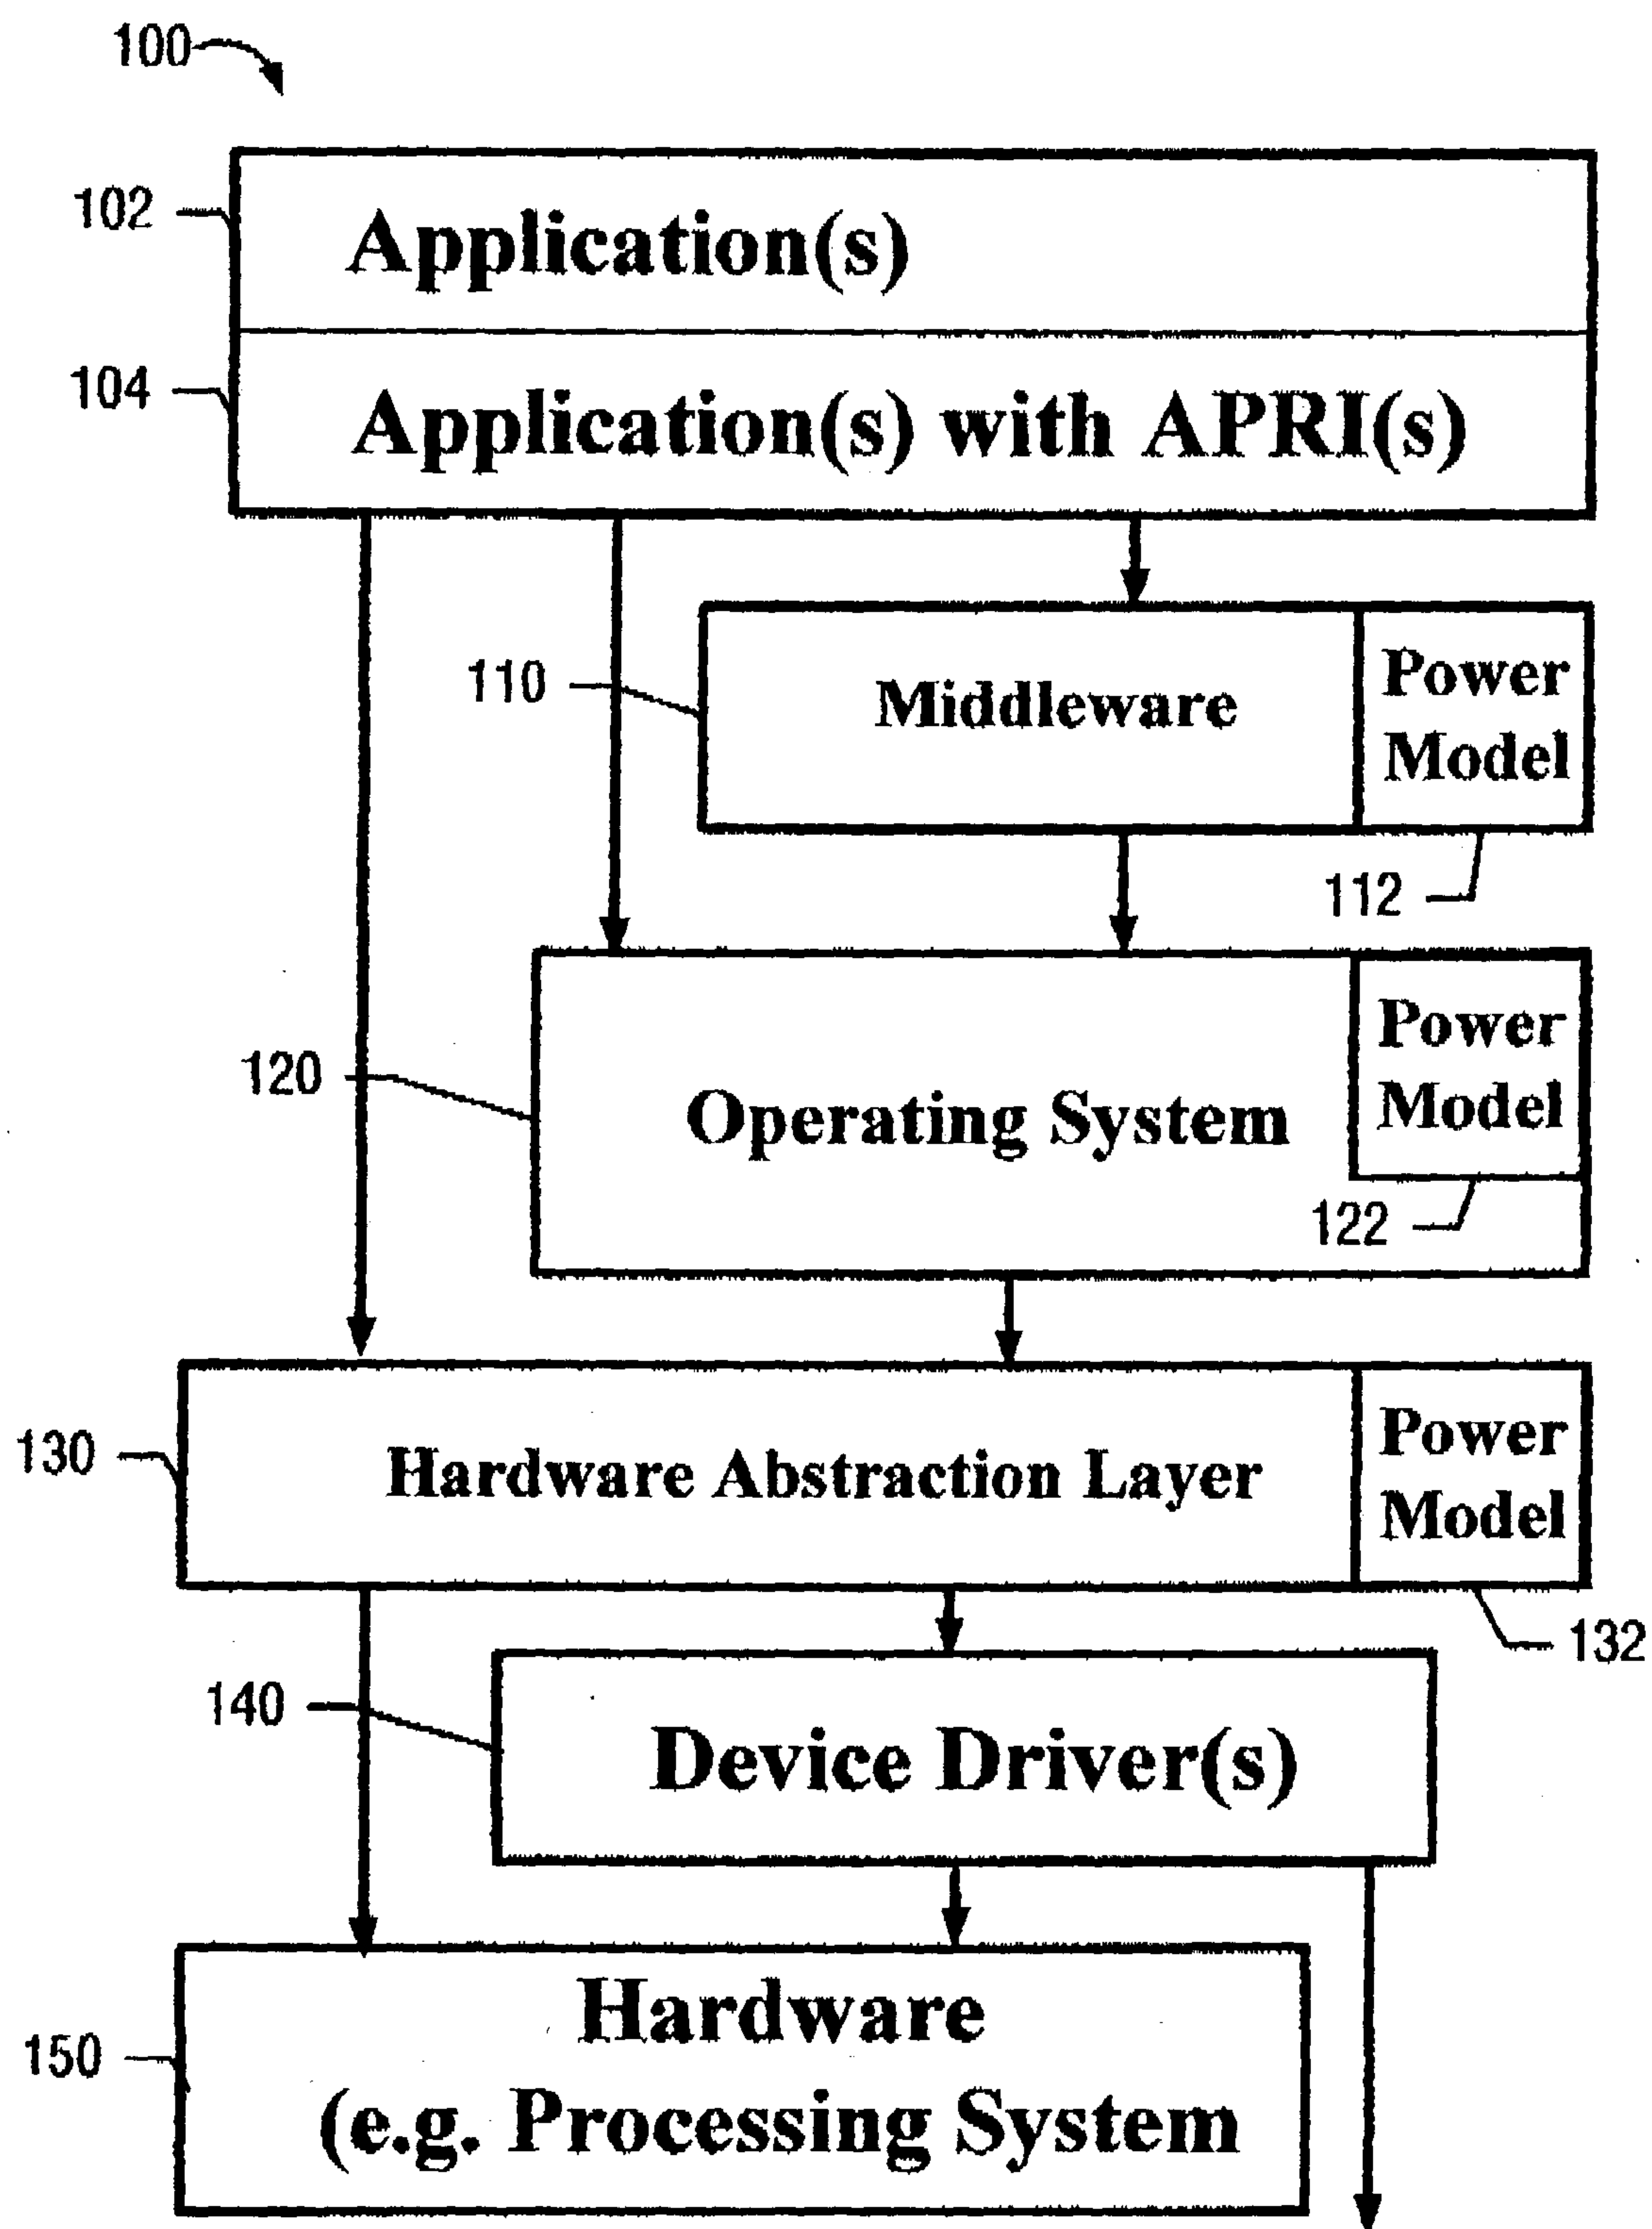 100
102
Application(s)
104
Application(s) with APRI(s)
110
Middleware
Power
Model
112
120
Operating System
Power
Model
122
130
Hardware Abstraction Layer
Power
Model
132
140
Device Driver(s)
150
Hardware
(e.g. Processing System